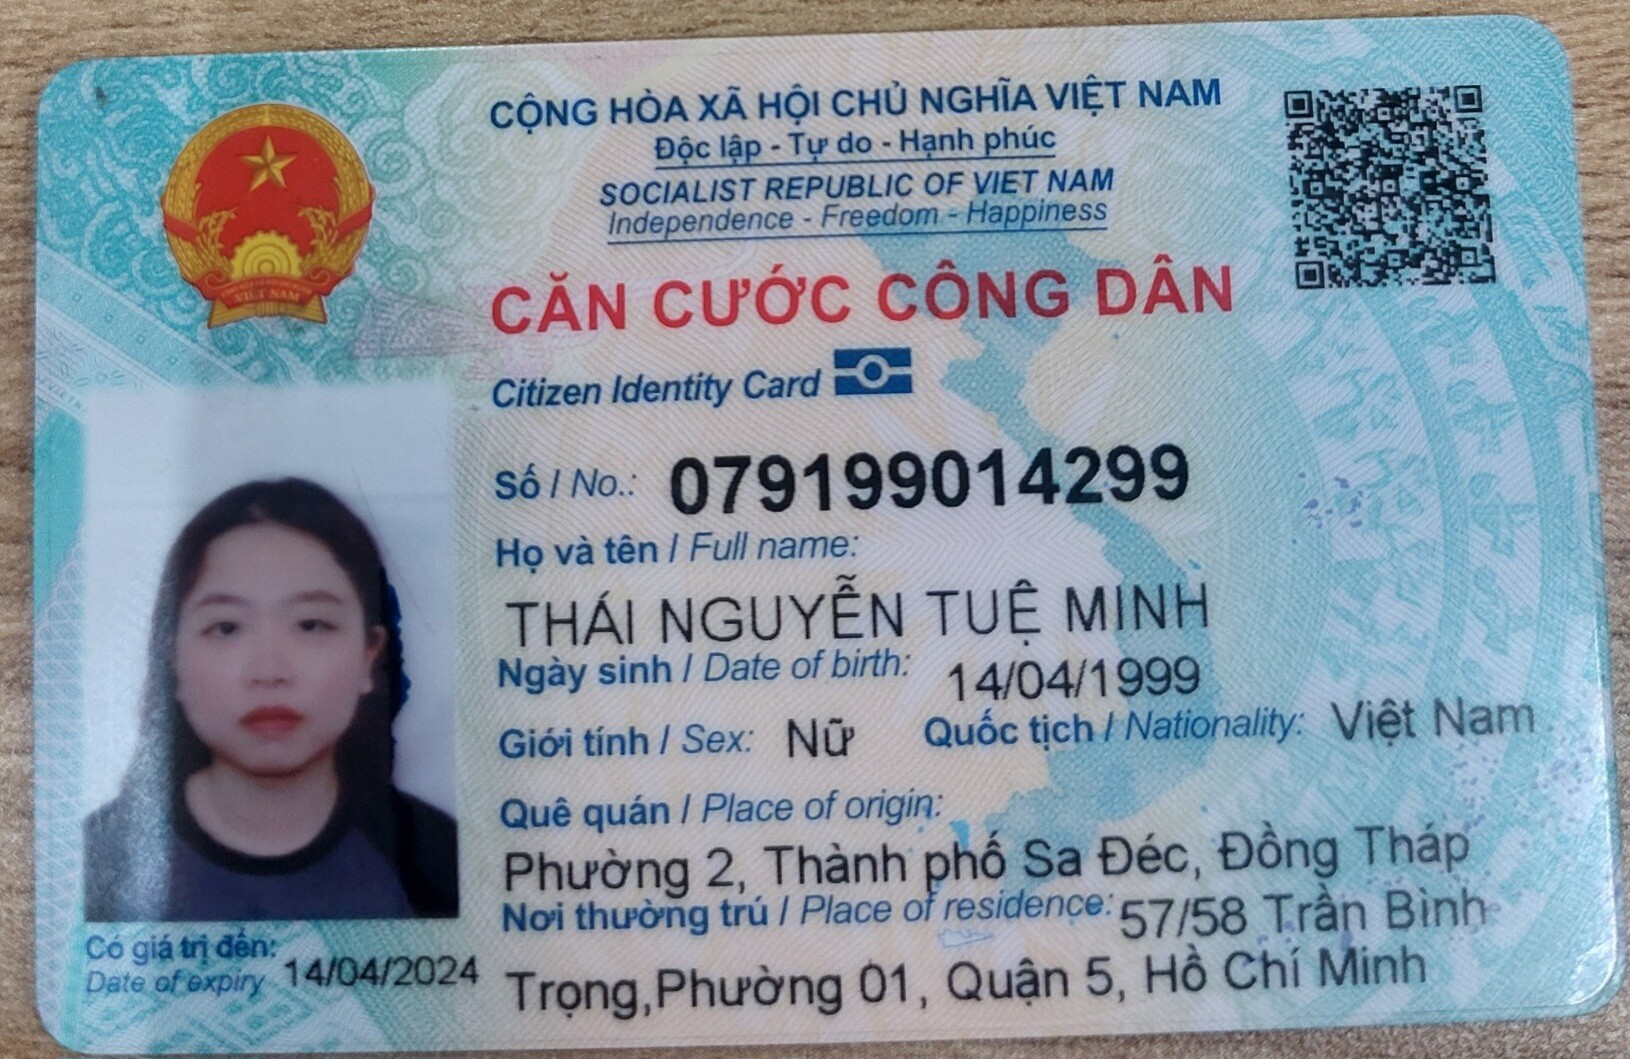 CỘNG HÒA XÃ HỘI CHỦ NGHĨA VIỆT NAM
Độc lập - Tự do - Hạnh phúc
SOCIALIST REPUBLIC OF VIET NAM
Independence - Freedom - Happiness
CĂN CƯỚC CÔNG DÂN
Citizen Identity Card
VIỆT NAM
Số / No.: 079199014299
Họ và tên / Full name:
THÁI NGUYỄN TUỆ MINH
Ngày sinh / Date of birth: 14/04/1999
Giới tính / Sex: Nữ Quốc tịch / Nationality: Việt Nam
Quê quán / Place of origin:
Phường 2, Thành phố Sa Đéc, Đồng Tháp
Nơi thường trú / Place of residence: 57/58 Trần Bình
Trọng,Phường 01, Quận 5, Hồ Chí Minh
Có giá trị đến: 14/04/2024
Date of expiry